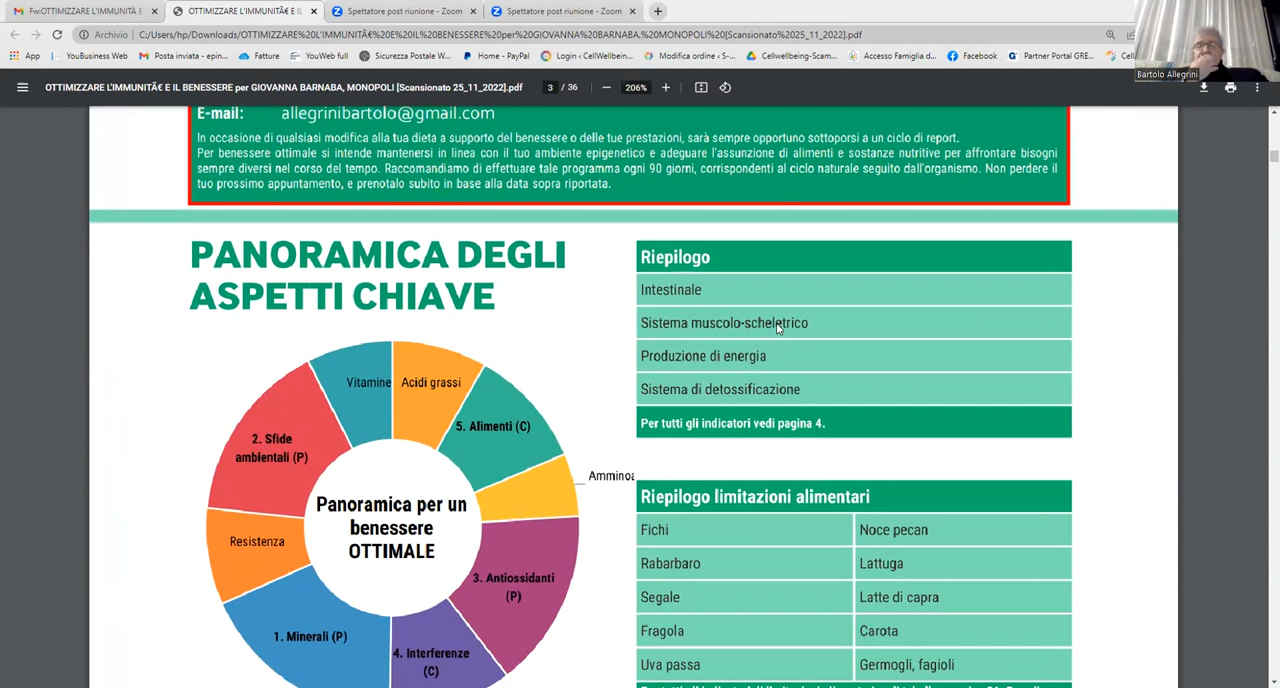 Fw:OTTIMIZZARE L'IMMUNITÀ E
OTTIMIZZARE L'IMMUNITÃ€ E IL
Spettatore post riunione - Zoom
Spettatore post riunione - Zoom
Archivio
C:/Users/hp/Downloads/OTTIMIZZARE%20L'IMMUNITÃ€%20E%20IL%20BENESSERE%20per%20GIOVANNA%20BARNABA,%20MONOPOLI%20[Scansionato%2025_11_2022].pdf
App
YouBusiness Web
Posta inviata - epin...
Fatture
YouWeb full
Sicurezza Postale W...
Home - PayPal
Login ‹ CellWellbein...
Modifica ordine ‹ S-...
Cellwellbeing-Scam...
Accesso Famiglia d...
Facebook
Partner Portal GRE...
Bartolo Allegrini
OTTIMIZZARE L'IMMUNITÃ€ E IL BENESSERE per GIOVANNA BARNABA, MONOPOLI [Scansionato 25_11_2022].pdf
3 / 36
206%
E-mail: allegrinibartolo@gmail.com
In occasione di qualsiasi modifica alla tua dieta a supporto del benessere o delle tue prestazioni, sarà sempre opportuno sottoporsi a un ciclo di report.
Per benessere ottimale si intende mantenersi in linea con il tuo ambiente epigenetico e adeguare l'assunzione di alimenti e sostanze nutritive per affrontare bisogni
sempre diversi nel corso del tempo. Raccomandiamo di effettuare tale programma ogni 90 giorni, corrispondenti al ciclo naturale seguito dall'organismo. Non perdere il
tuo prossimo appuntamento, e prenotalo subito in base alla data sopra riportata.
PANORAMICA DEGLI
ASPETTI CHIAVE
Vitamine
Acidi grassi
5. Alimenti (C)
Amminoa
3. Antiossidanti
(P)
4. Interferenze
(C)
1. Minerali (P)
Resistenza
2. Sfide
ambientali (P)
Panoramica per un
benessere
OTTIMALE
Riepilogo
Intestinale
Sistema muscolo-scheletrico
Produzione di energia
Sistema di detossificazione
Per tutti gli indicatori vedi pagina 4.
Riepilogo limitazioni alimentari
Fichi
Noce pecan
Rabarbaro
Lattuga
Segale
Latte di capra
Fragola
Carota
Uva passa
Germogli, fagioli